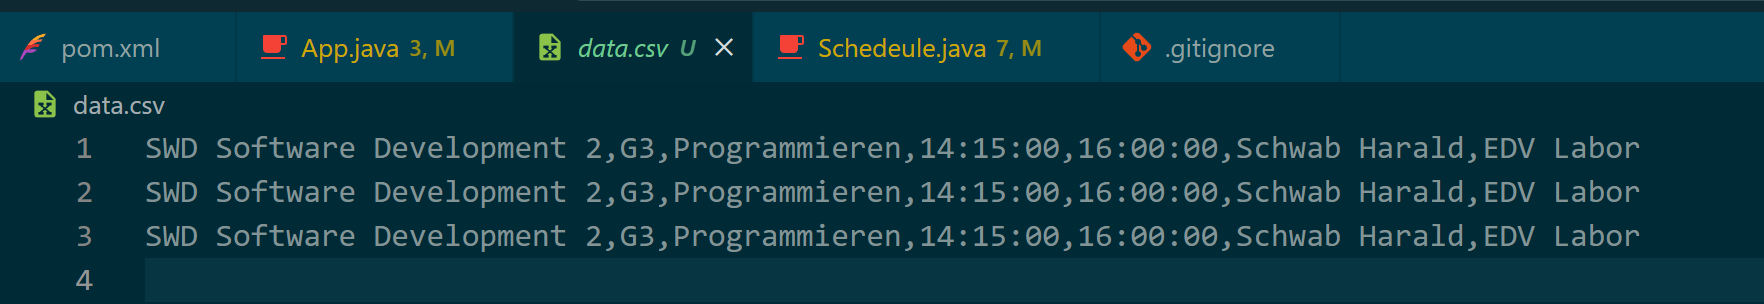 pom.xml App.java 3, M data.csv U Schedeule.java 7, M .gitignore
data.csv
1 SWD Software Development 2,G3,Programmieren,14:15:00,16:00:00,Schwab Harald,EDV Labor
2 SWD Software Development 2,G3,Programmieren,14:15:00,16:00:00,Schwab Harald,EDV Labor
3 SWD Software Development 2,G3,Programmieren,14:15:00,16:00:00,Schwab Harald,EDV Labor
4